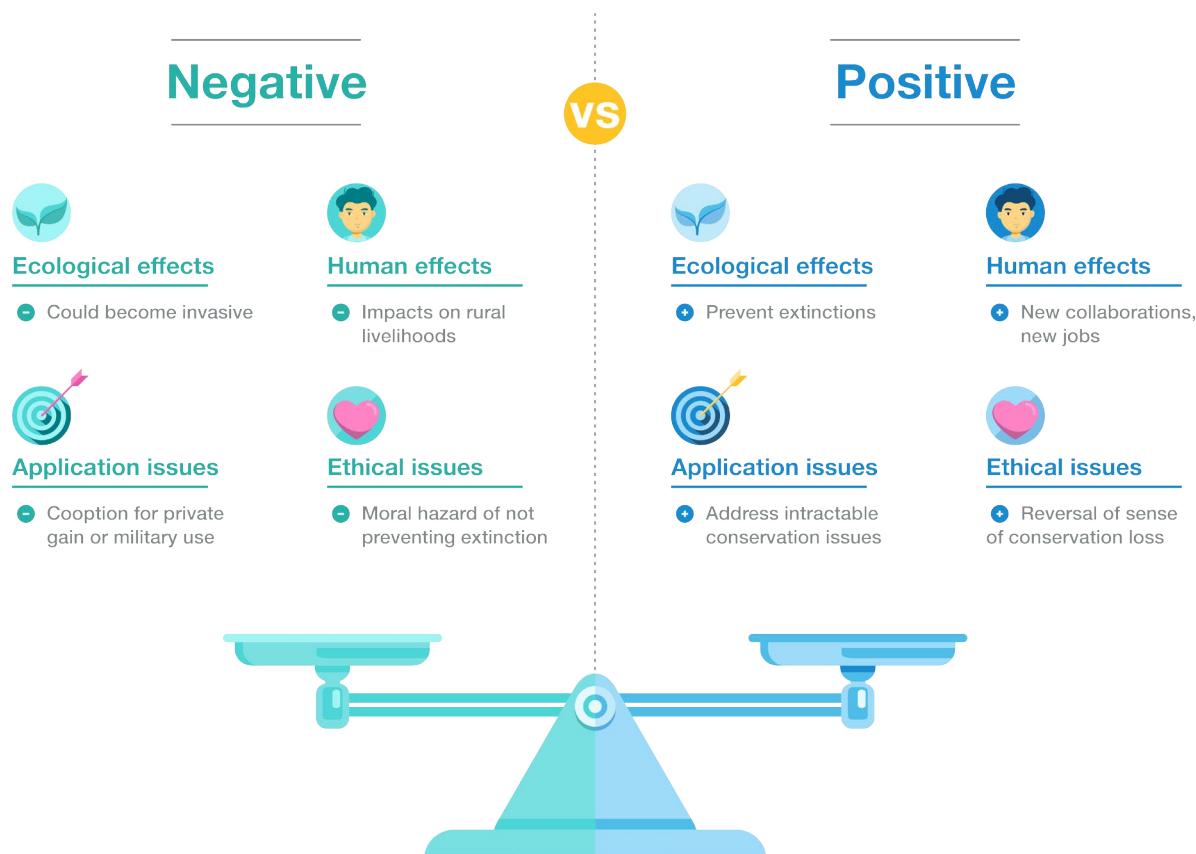 Negative
VS
Positive
Ecological effects
Could become invasive
Human effects
Impacts on rural
livelihoods
Application issues
Cooption for private
gain or military use
Ethical issues
Moral hazard of not
preventing extinction
Ecological effects
Prevent extinctions
Human effects
New collaborations,
new jobs
Application issues
Address intractable
conservation issues
Ethical issues
Reversal of sense
of conservation loss